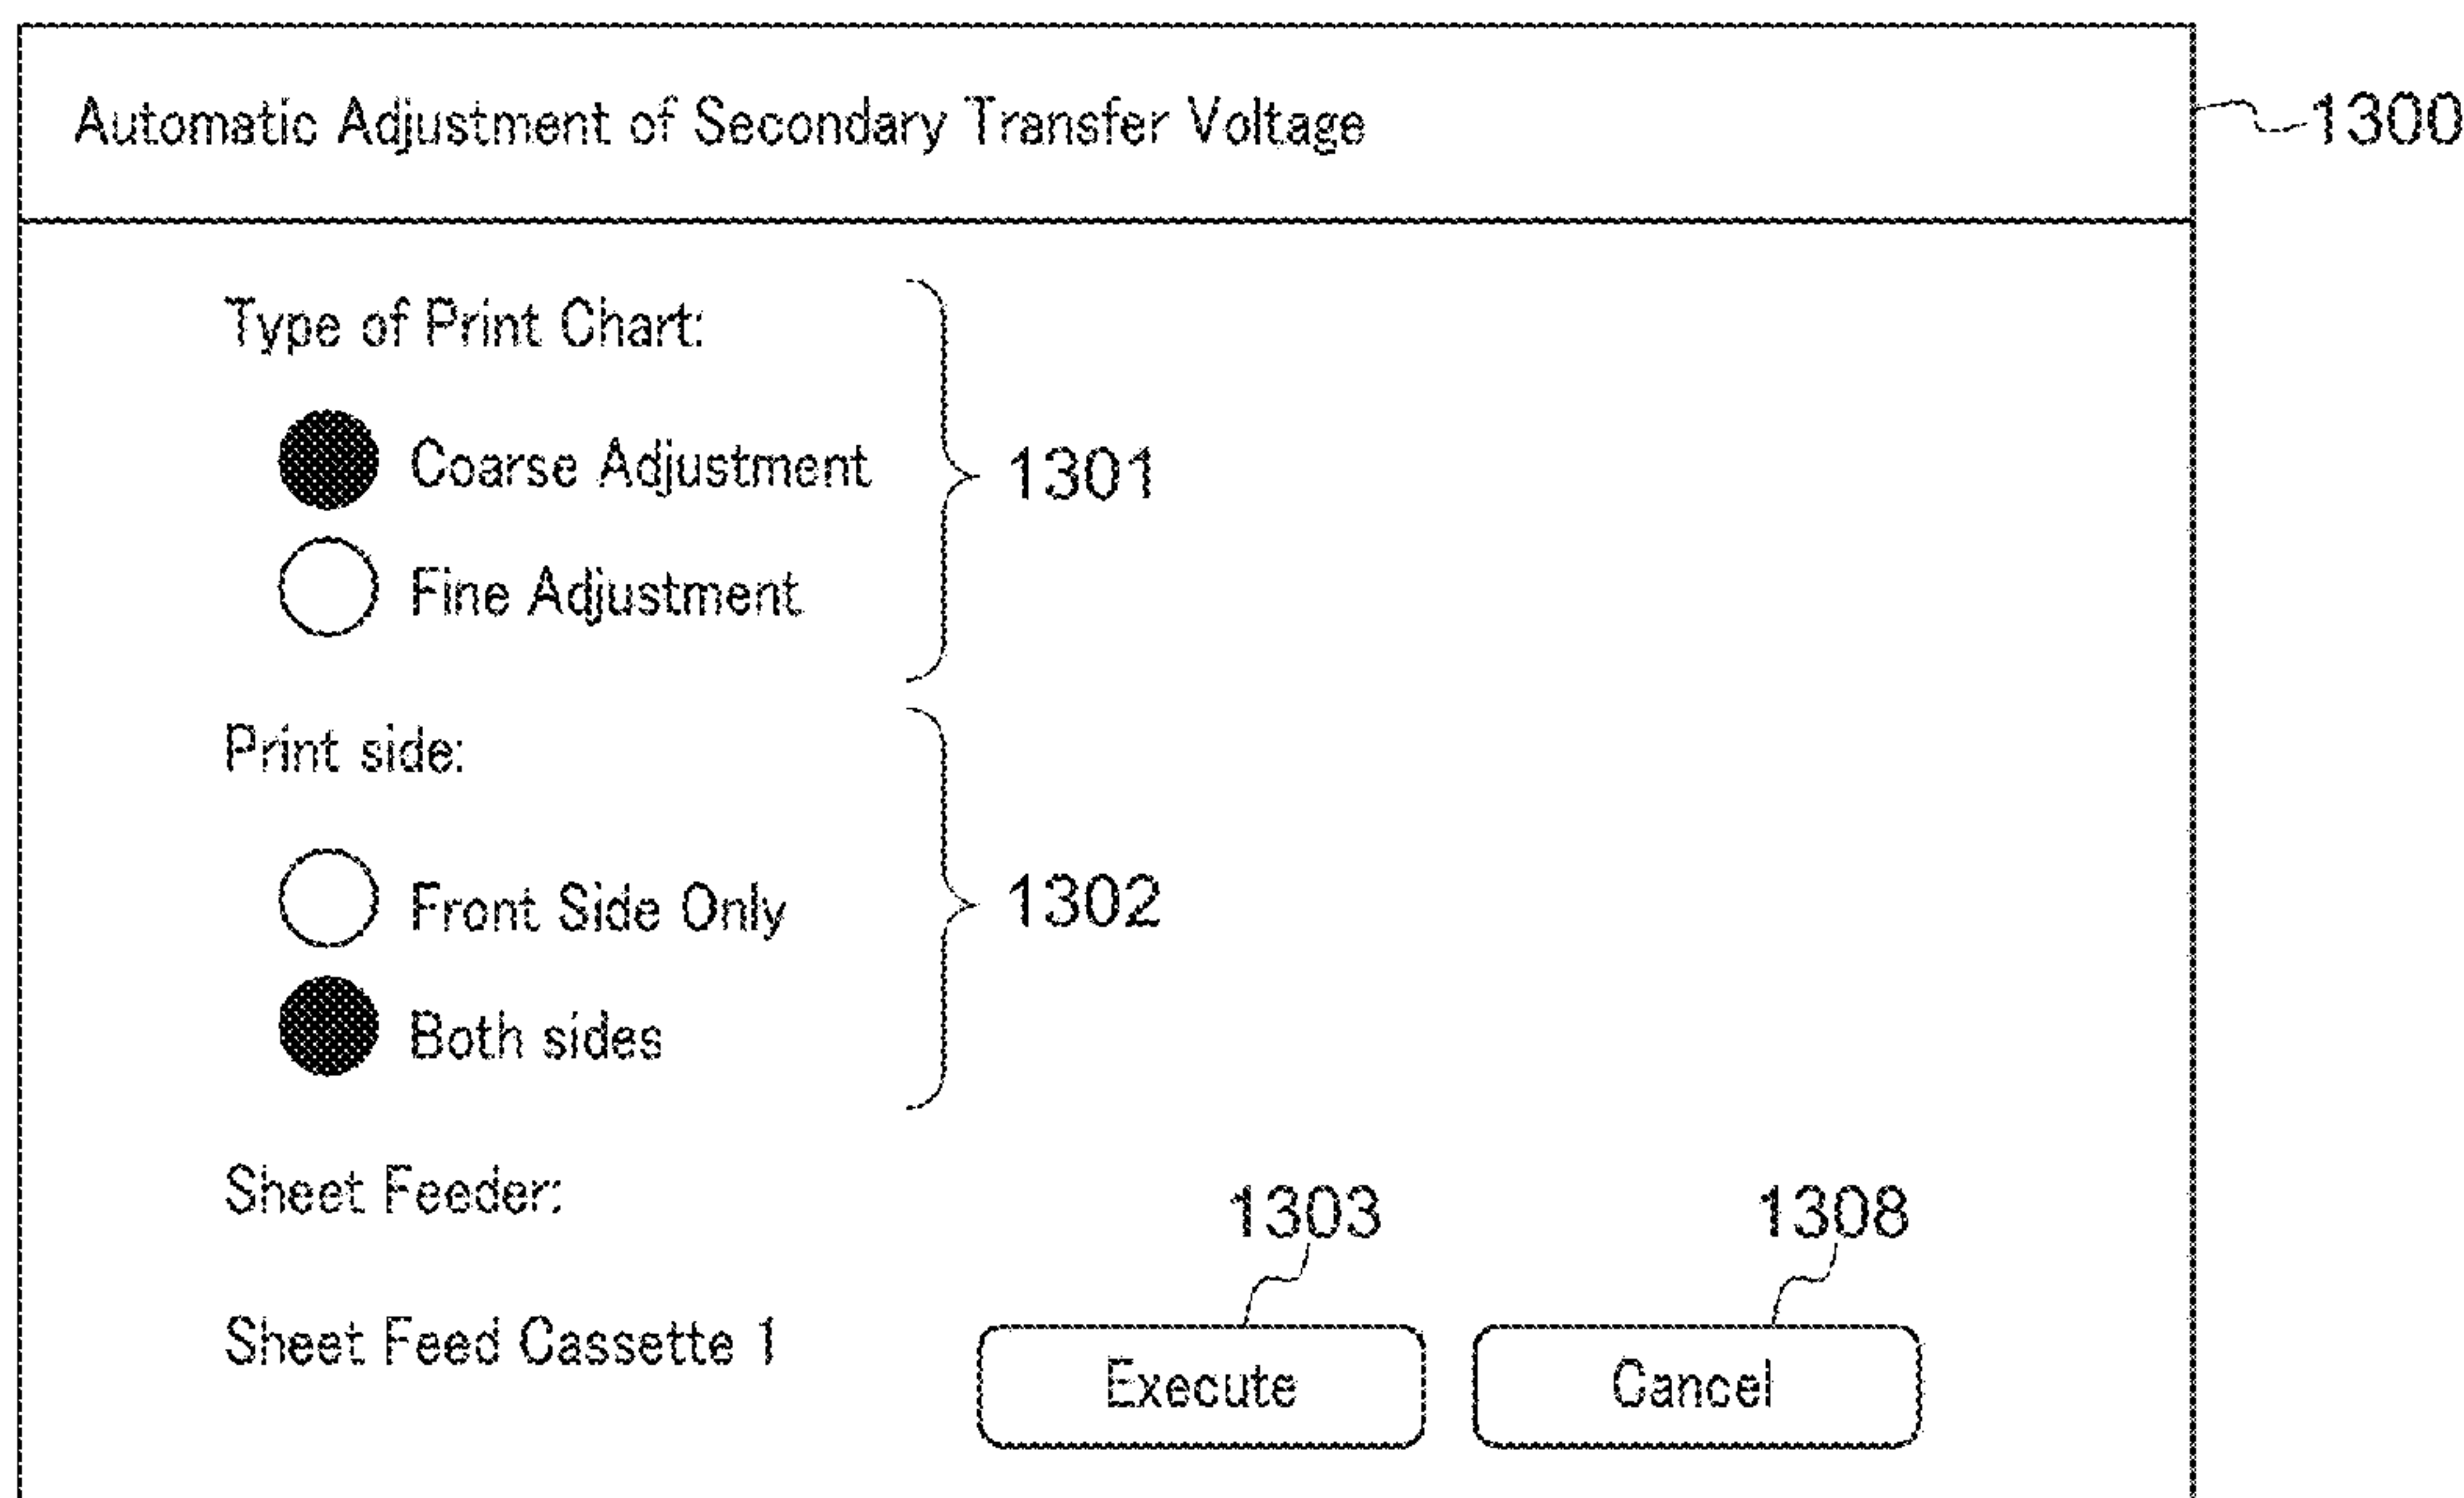 Automatic Adjustment of Secondary Transfer Voltage
1300
Type of Print Chart:
Coarse Adjustment
1301
Fine Adjustment
Print side:
Front Side Only
1302
Both sides
Sheet Feeder:
1303
1308
Sheet Feed Cassette 1
Execute
Cancel